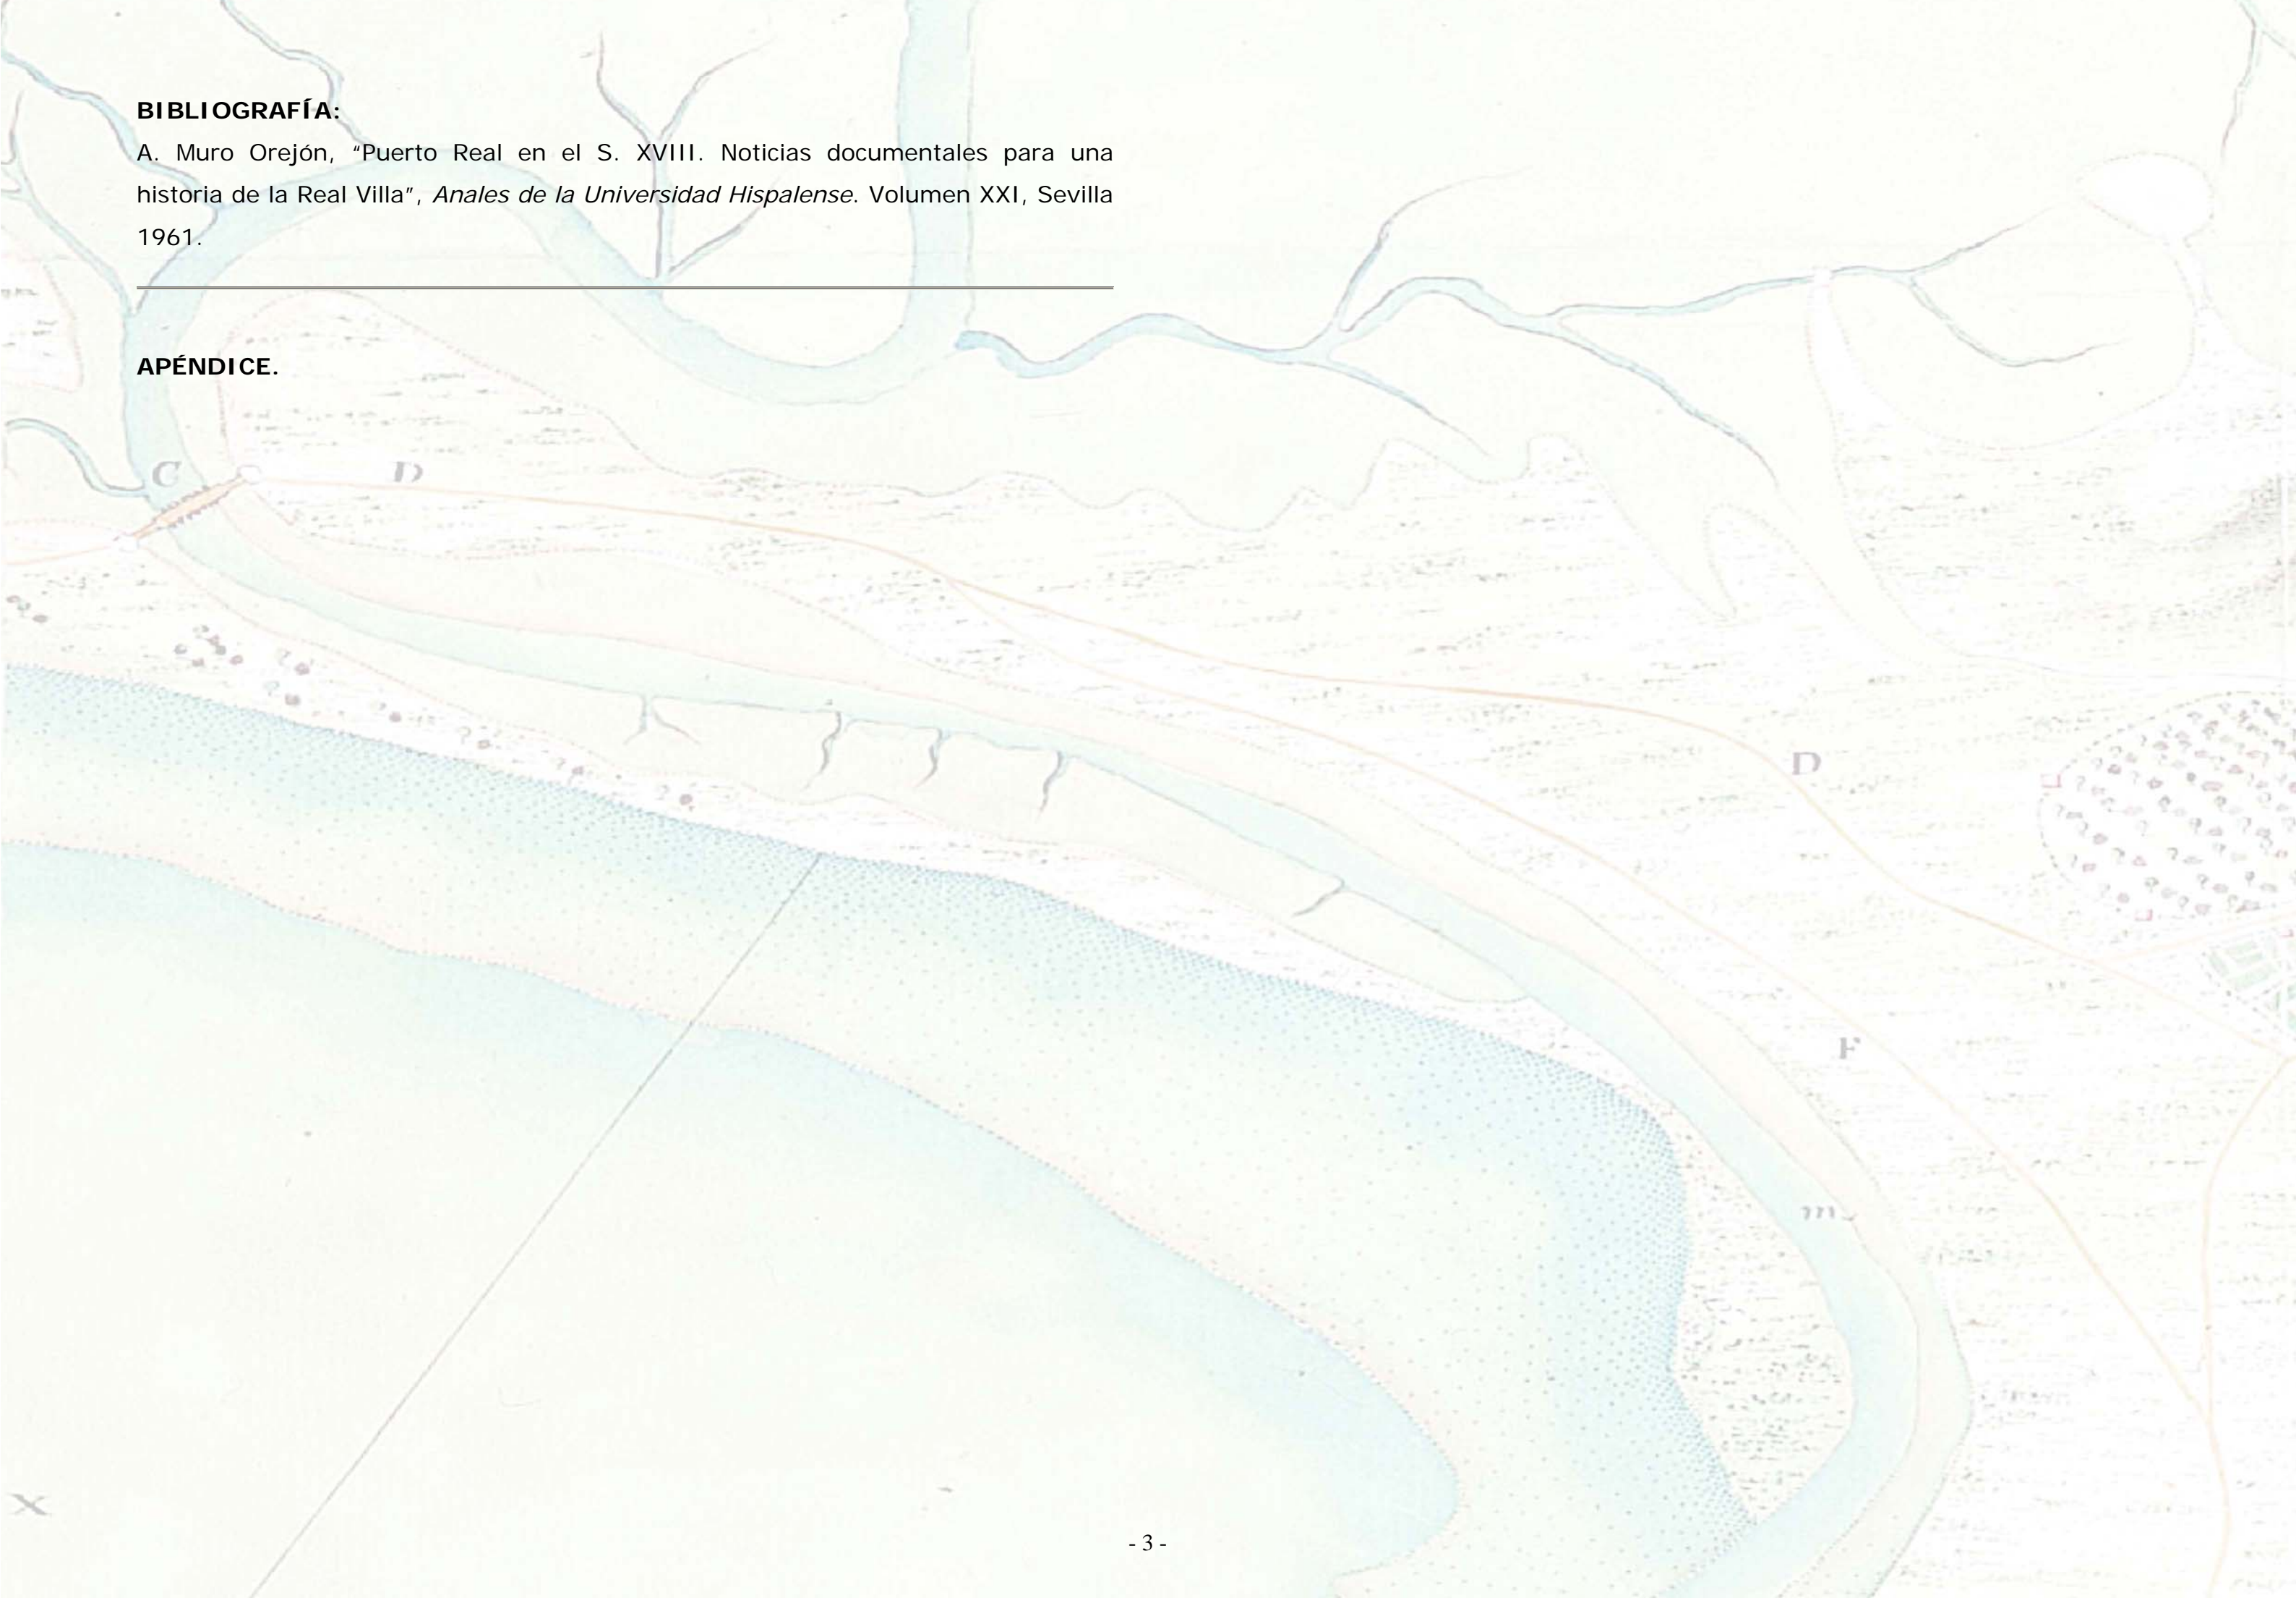 BIBLIOGRAFÍA:
A. Muro Orejón, “Puerto Real en el S. XVIII. Noticias documentales para una
historia de la Real Villa”, Anales de la Universidad Hispalense. Volumen XXI, Sevilla
1961.
APÉNDICE.
C
D
D
F
m
X
- 3 -